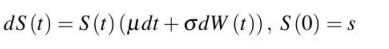 dS(t) = S(t)(μdt + σdW(t)), S(0) = s